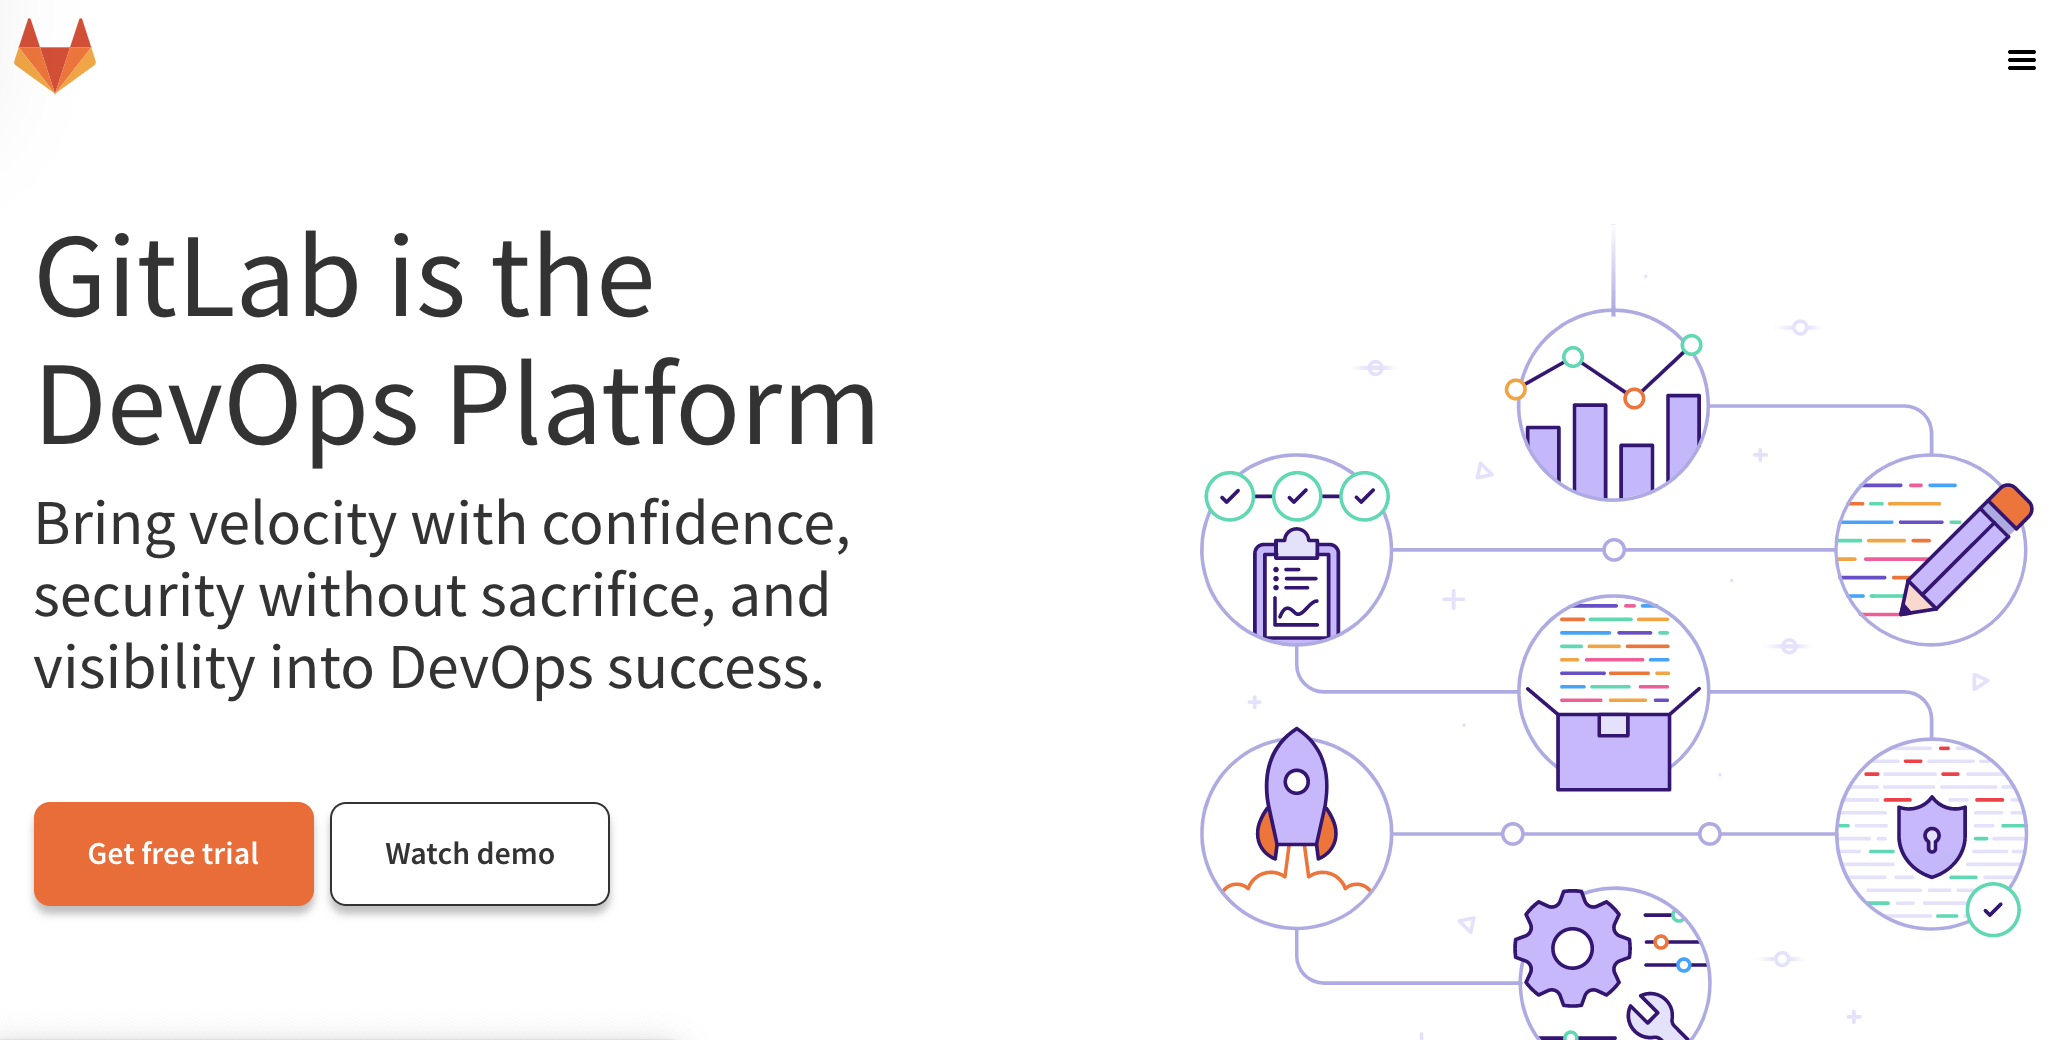 GitLab is the
DevOps Platform
Bring velocity with confidence,
security without sacrifice, and
visibility into DevOps success.
Get free trial
Watch demo